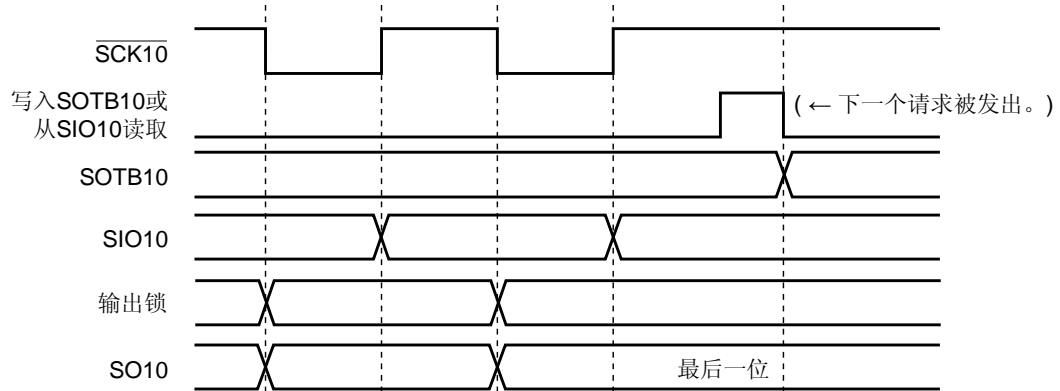 SCK10
写入SOTB10或
从SIO10读取
(←下一个请求被发出。)
SOTB10
SIO10
输出锁
SO10
最后一位